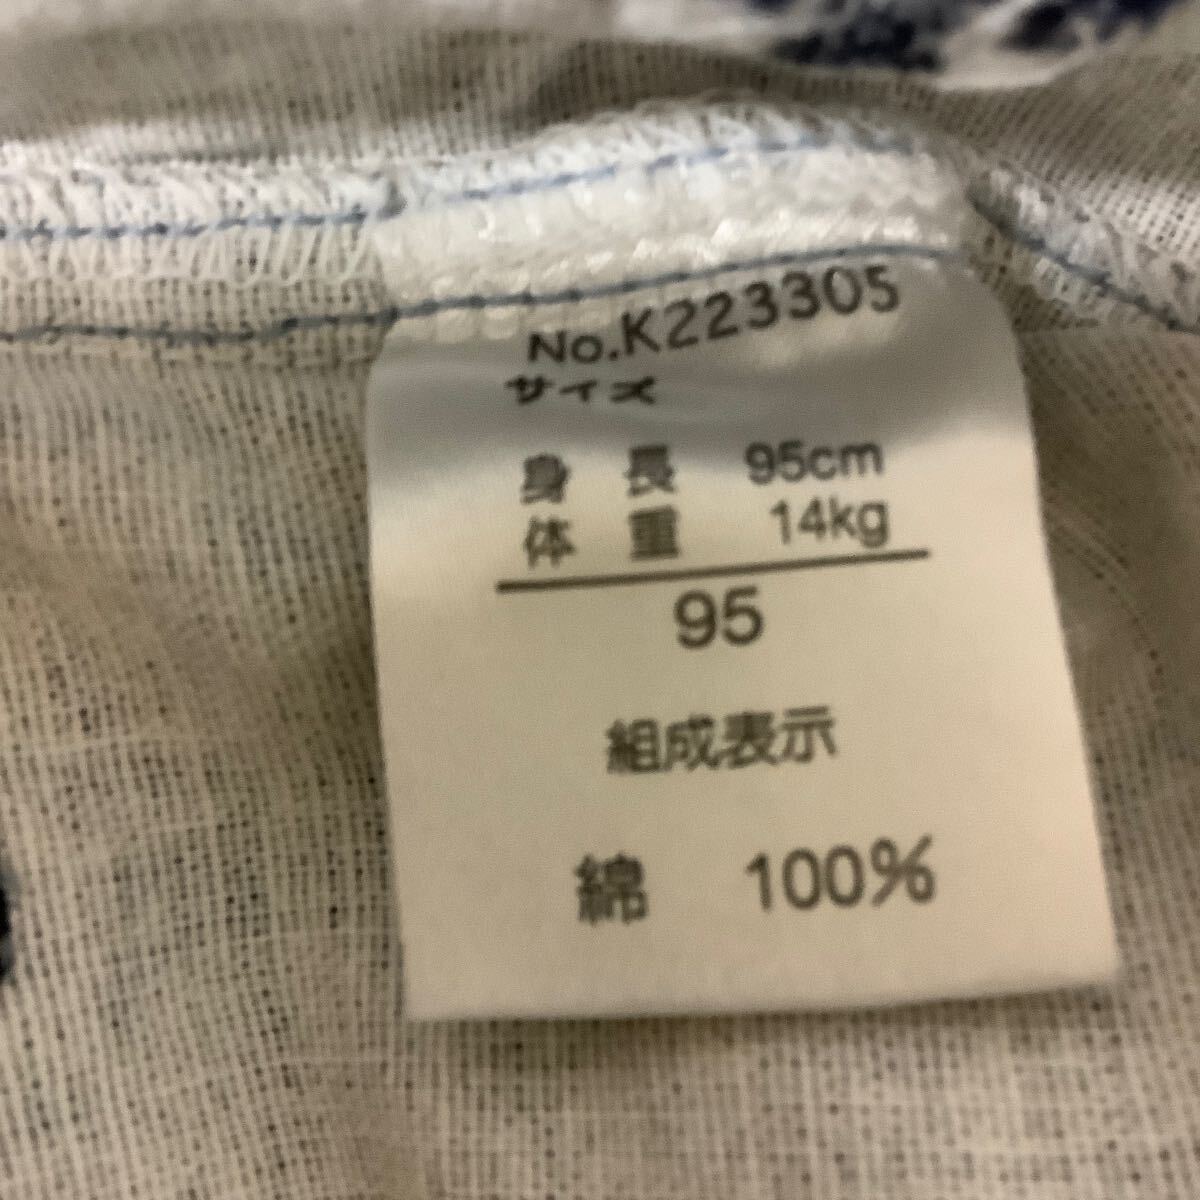 No.K223305
サイズ
身長 95cm
体重 14kg
95
組成表示
綿 100%